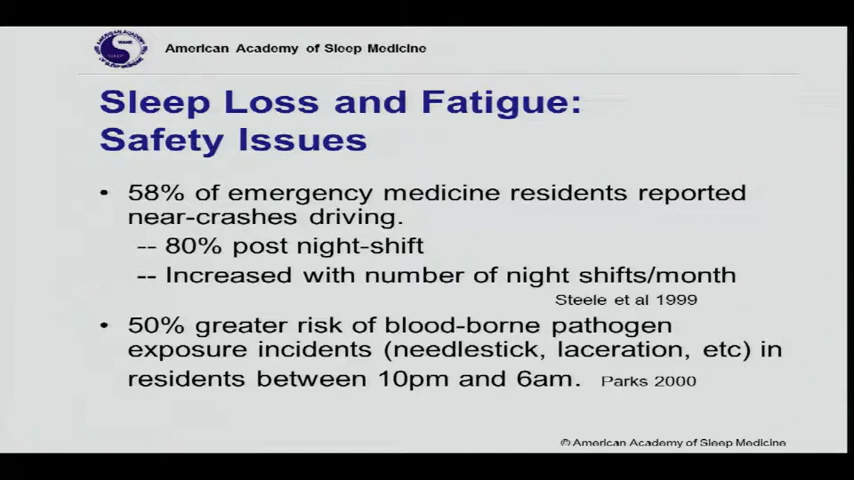 American Academy of Sleep Medicine
Sleep Loss and Fatigue:
Safety Issues
• 58% of emergency medicine residents reported
near-crashes driving.
-- 80% post night-shift
-- Increased with number of night shifts/month
Steele et al 1999
• 50% greater risk of blood-borne pathogen
exposure incidents (needlestick, laceration, etc) in
residents between 10pm and 6am. Parks 2000
© American Academy of Sleep Medicine